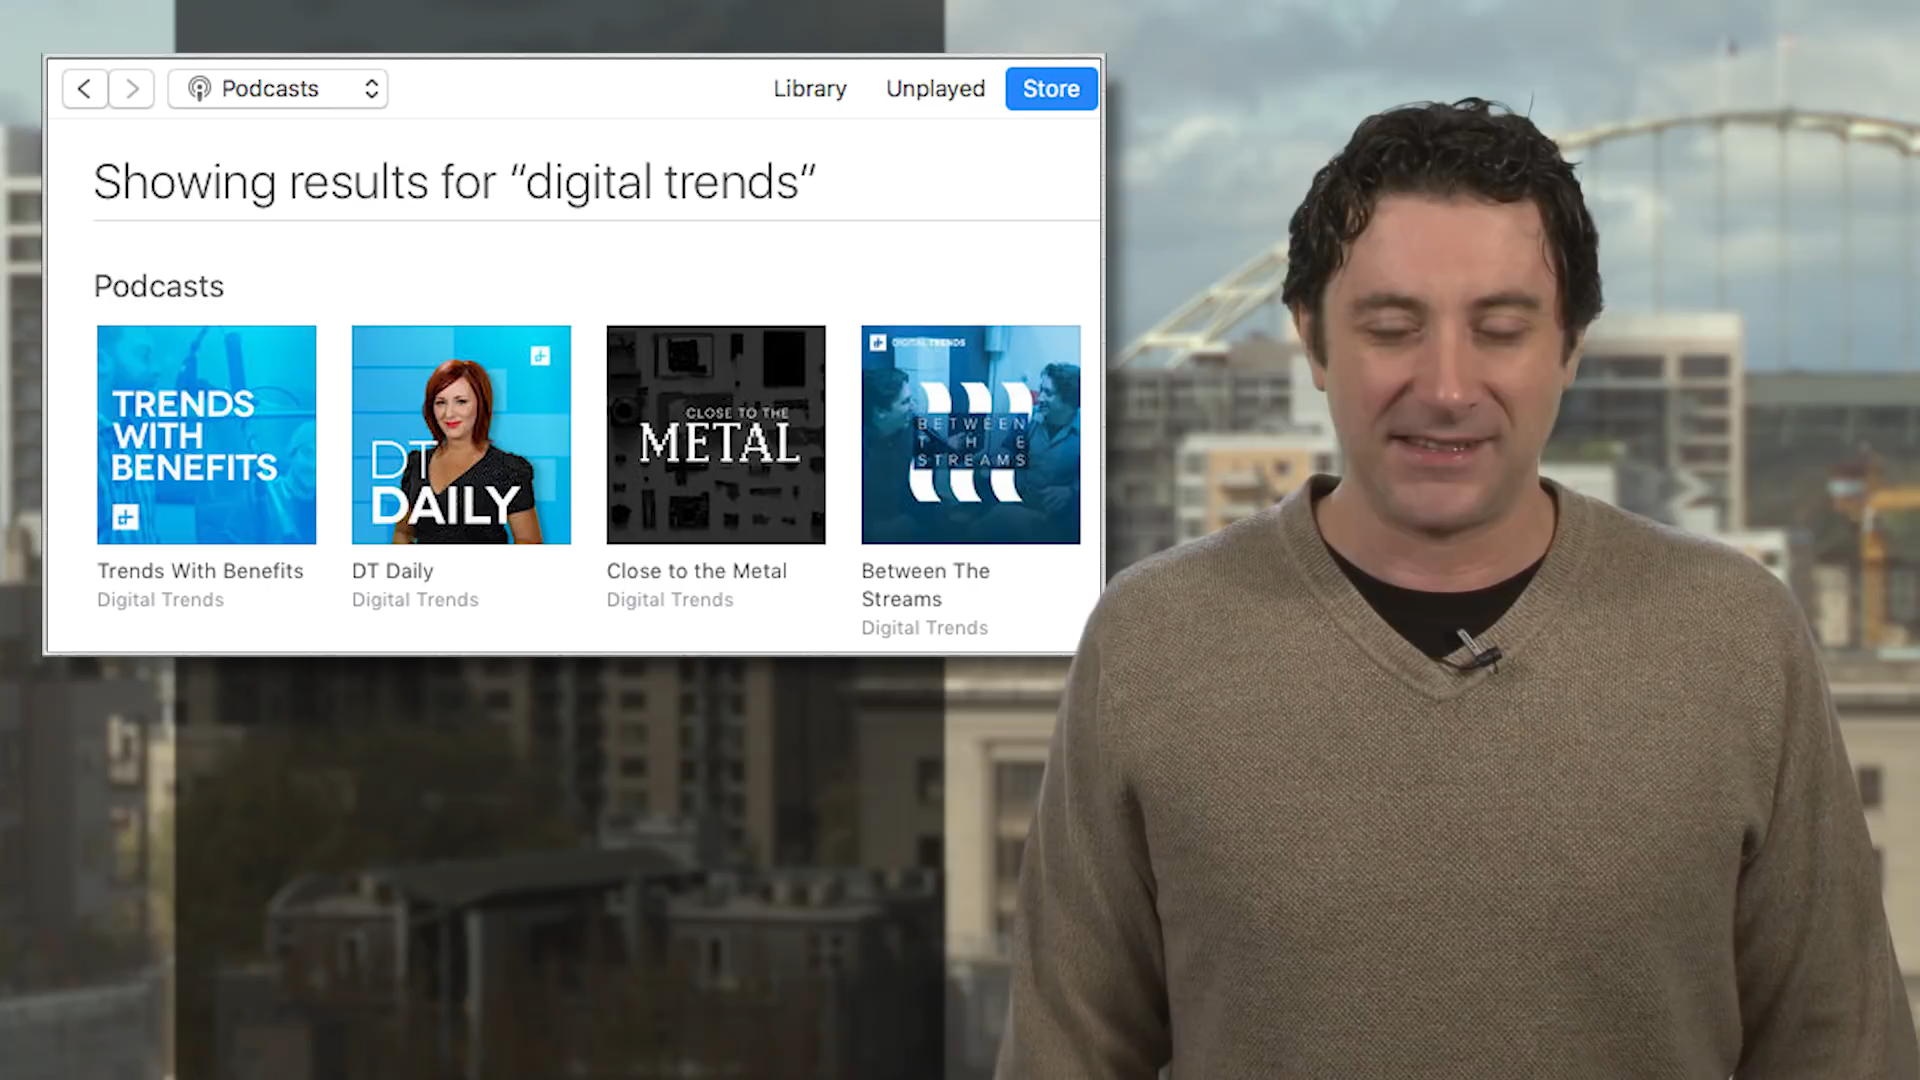 Podcasts
Library
Unplayed
Store
Showing results for “digital trends”
Podcasts
TRENDS
WITH
BENEFITS
DT
DAILY
CLOSE TO THE
METAL
DIGITAL TRENDS
BETWEEN
THE
STREAMS
Trends With Benefits
Digital Trends
DT Daily
Digital Trends
Close to the Metal
Digital Trends
Between The
Streams
Digital Trends